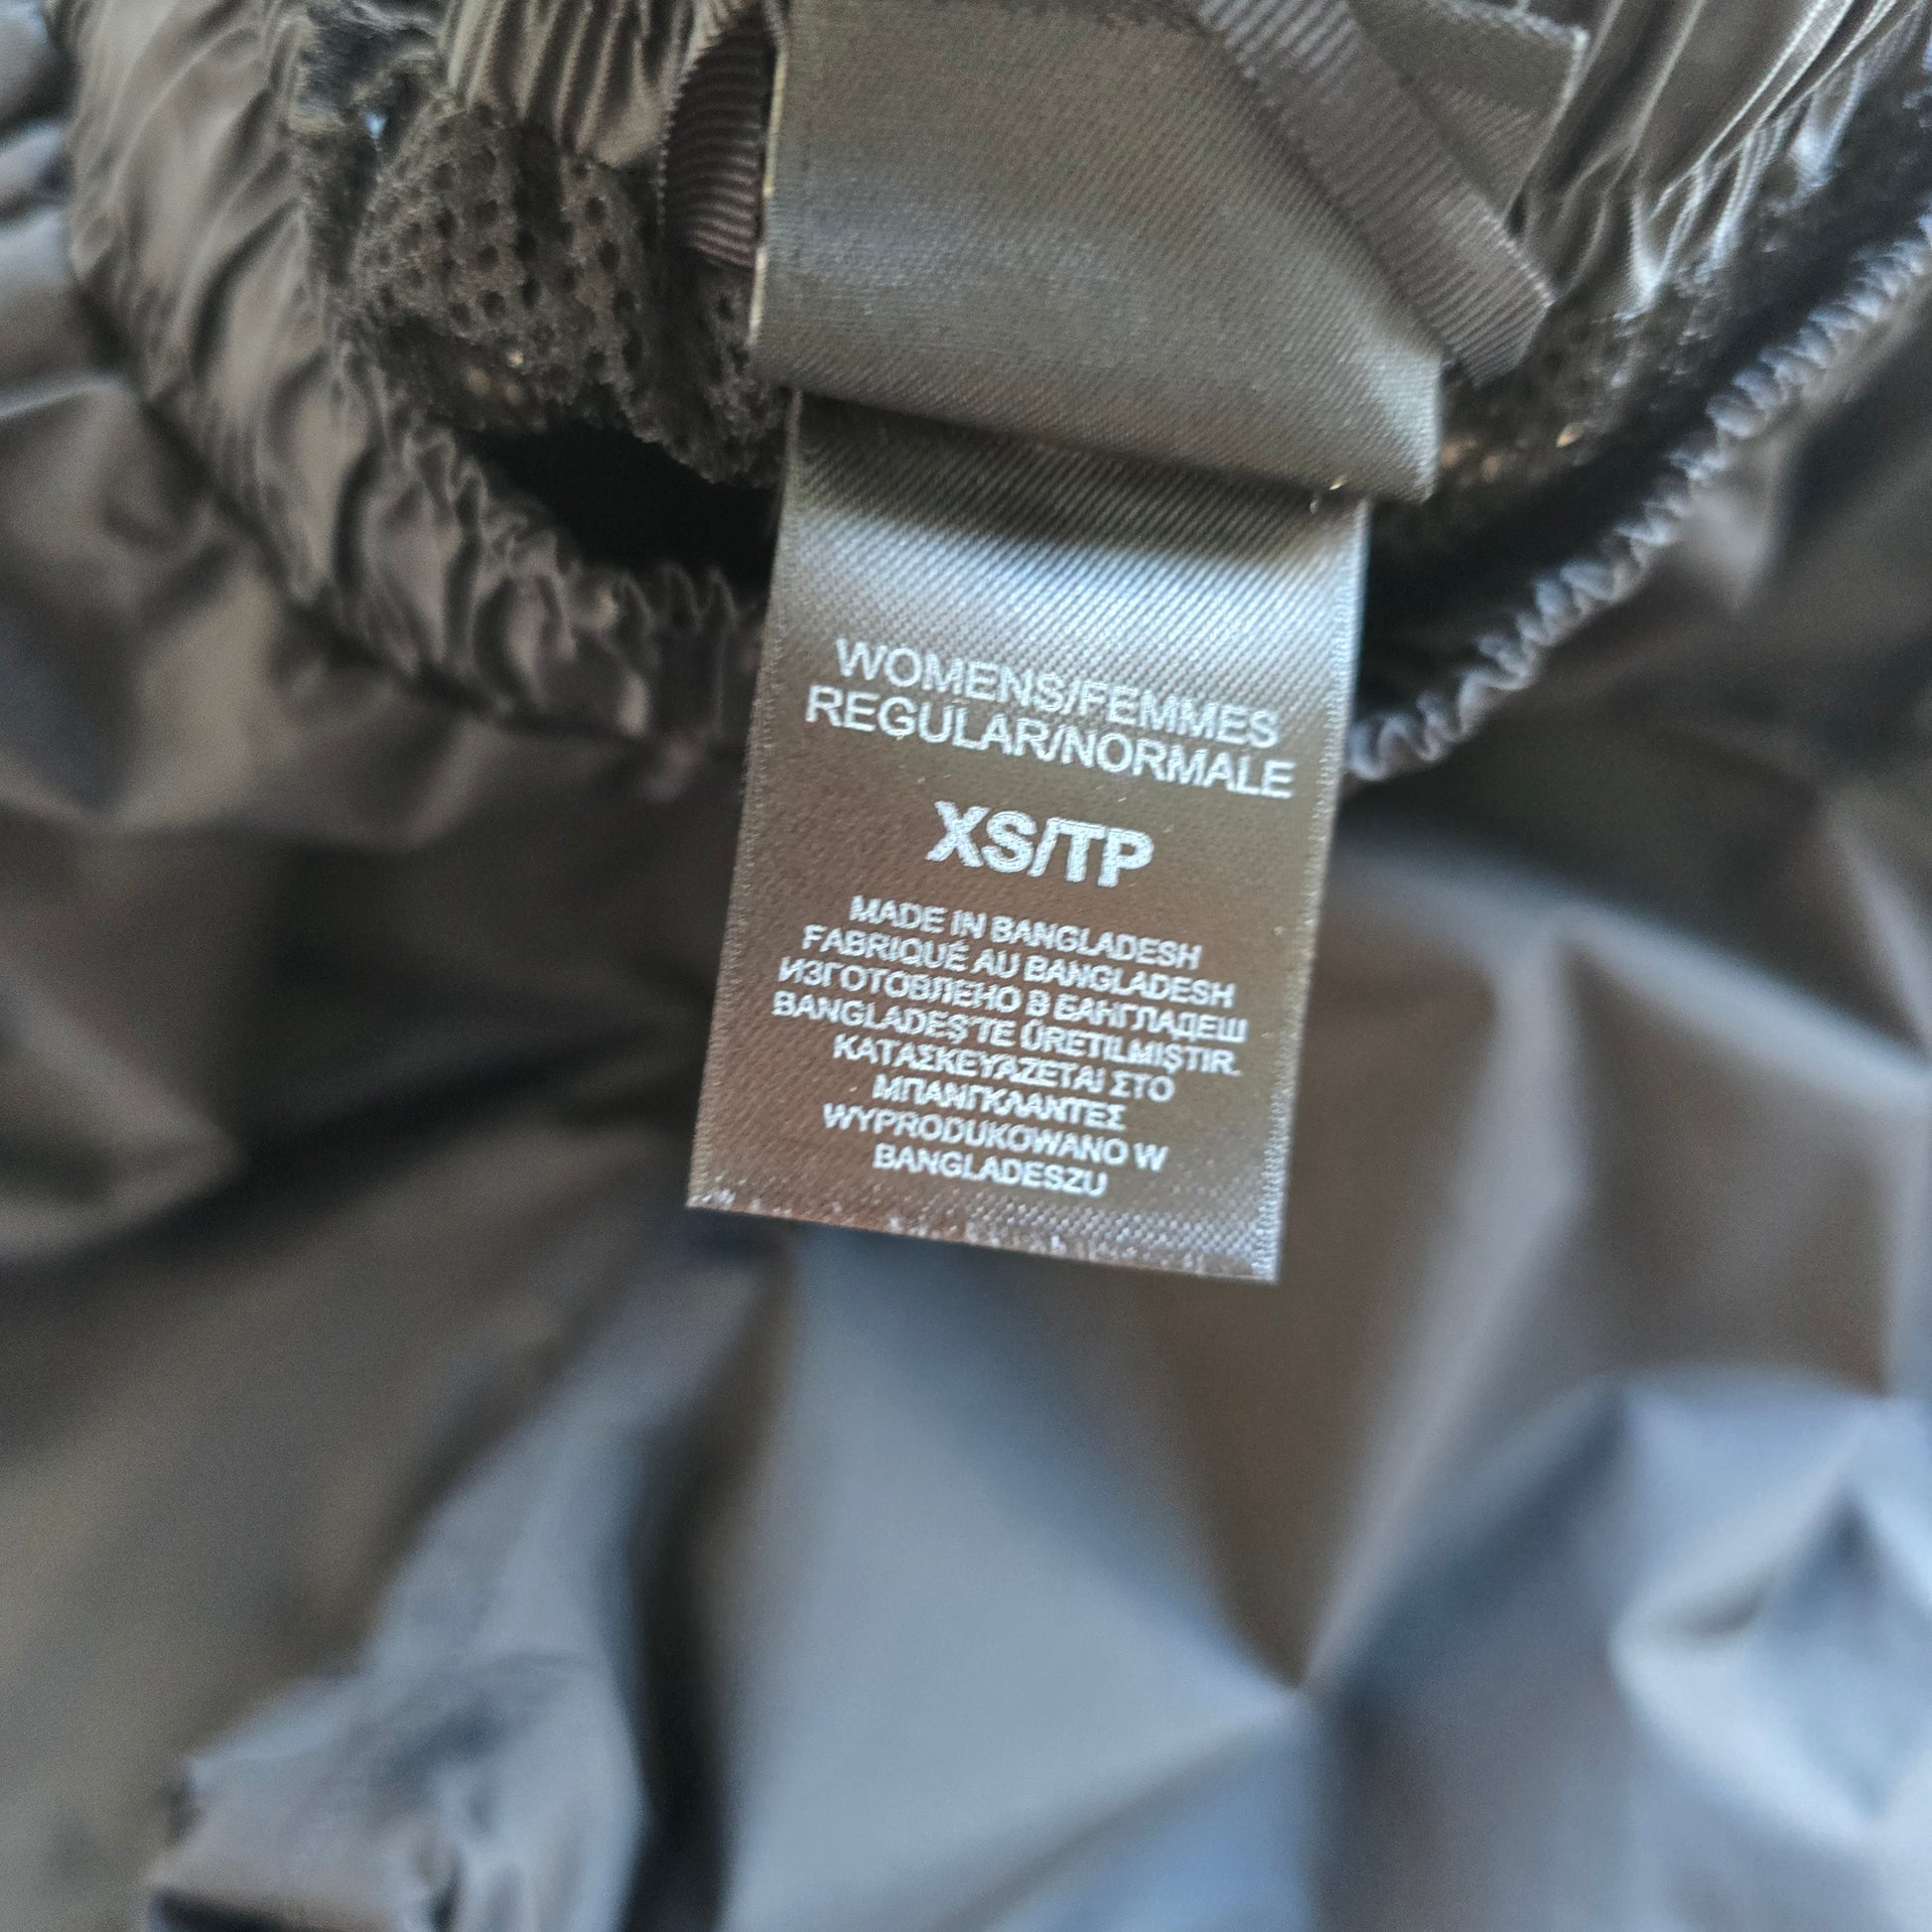 WOMENS/FEMMES
REGULAR/NORMALE
XS/TP
MADE IN BANGLADESH
FABRIQUÉ AU BANGLADESH
ИЗГОТОВЛЕНО В БАНГЛАДЕШ
BANGLADEŞ'TE ÜRETILMIŞTIR.
ΚΑΤΑΣΚΕΥΑΖΕΤΑΙ ΣΤΟ
ΜΠΑΝΓΚΛΑΝΤΕΣ
WYPRODUKOWANO W
BANGLADESZU